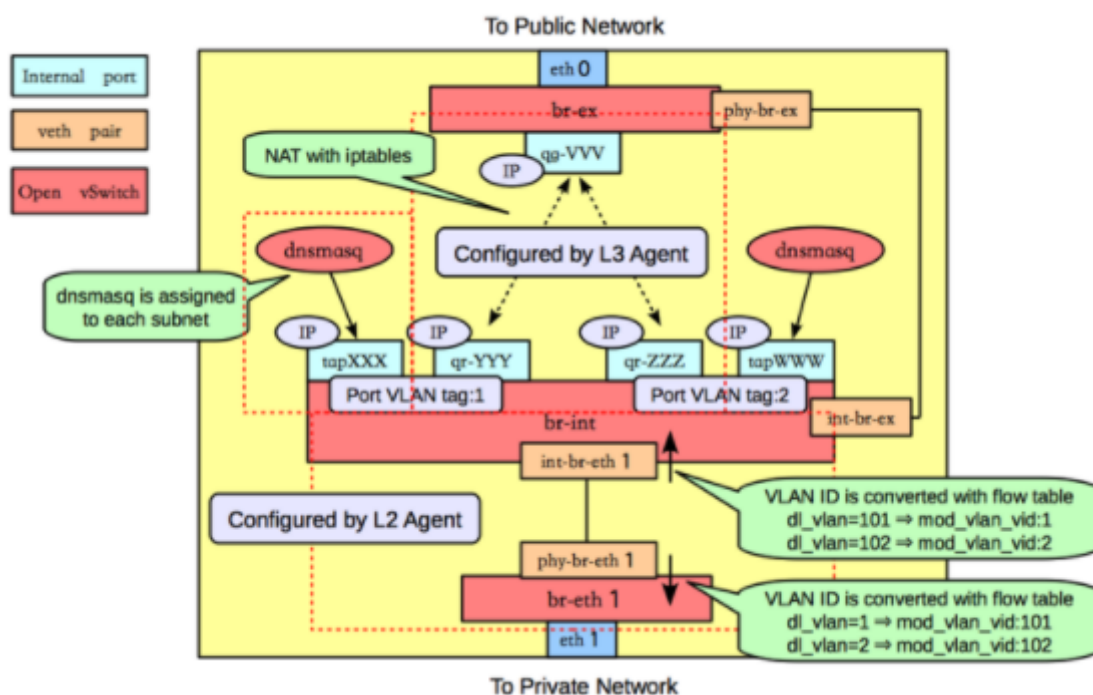 To Public Network
Internal port
veth pair
Open vSwitch
eth 0
br-ex
phy-br-ex
NAT with iptables
qg-VVV
IP
dnsmasq
Configured by L3 Agent
dnsmasq
dnsmasq is assigned
to each subnet
IP
IP
IP
IP
tapXXX
qr-YYY
qr-ZZZ
tapWWW
Port VLAN tag:1
Port VLAN tag:2
br-int
int-br-ex
int-br-eth 1
Configured by L2 Agent
VLAN ID is converted with flow table
dl_vlan=101 ⇒ mod_vlan_vid:1
dl_vlan=102 ⇒ mod_vlan_vid:2
phy-br-eth 1
br-eth 1
VLAN ID is converted with flow table
dl_vlan=1 ⇒ mod_vlan_vid:101
dl_vlan=2 ⇒ mod_vlan_vid:102
eth 1
To Private Network